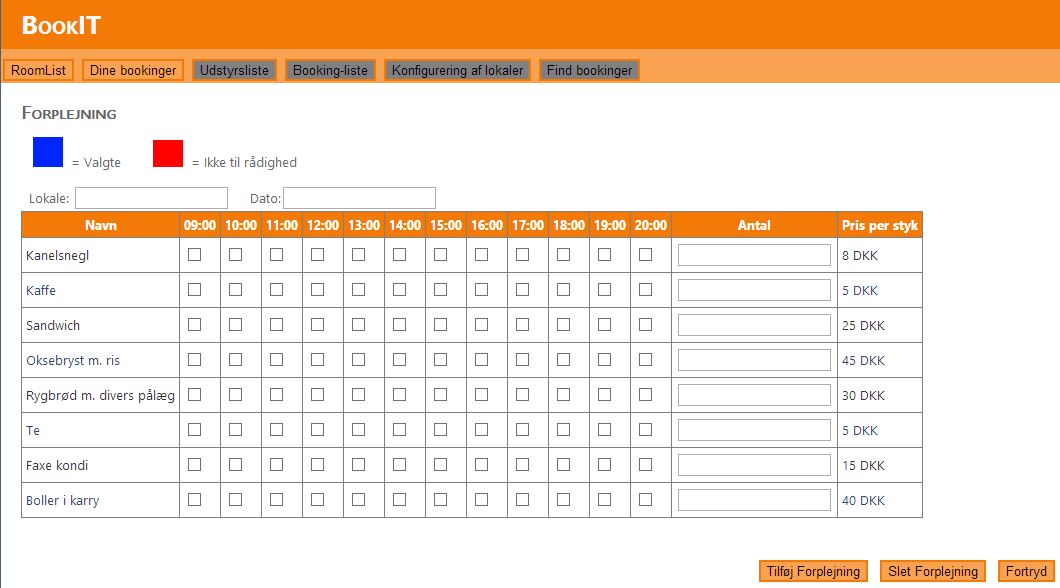 BookIT
RoomList Dine bookinger Udstyrsliste Booking-liste Konfigurering af lokaler Find bookinger
Forplejning
= Valgte = Ikke til rådighed
Lokale: Dato:
Navn 09:00 10:00 11:00 12:00 13:00 14:00 15:00 16:00 17:00 18:00 19:00 20:00 Antal Pris per styk
Kanelsnegl 8 DKK
Kaffe 5 DKK
Sandwich 25 DKK
Oksebryst m. ris 45 DKK
Rygbrød m. divers pålæg 30 DKK
Te 5 DKK
Faxe kondi 15 DKK
Boller i karry 40 DKK
Tilføj Forplejning Slet Forplejning Fortryd